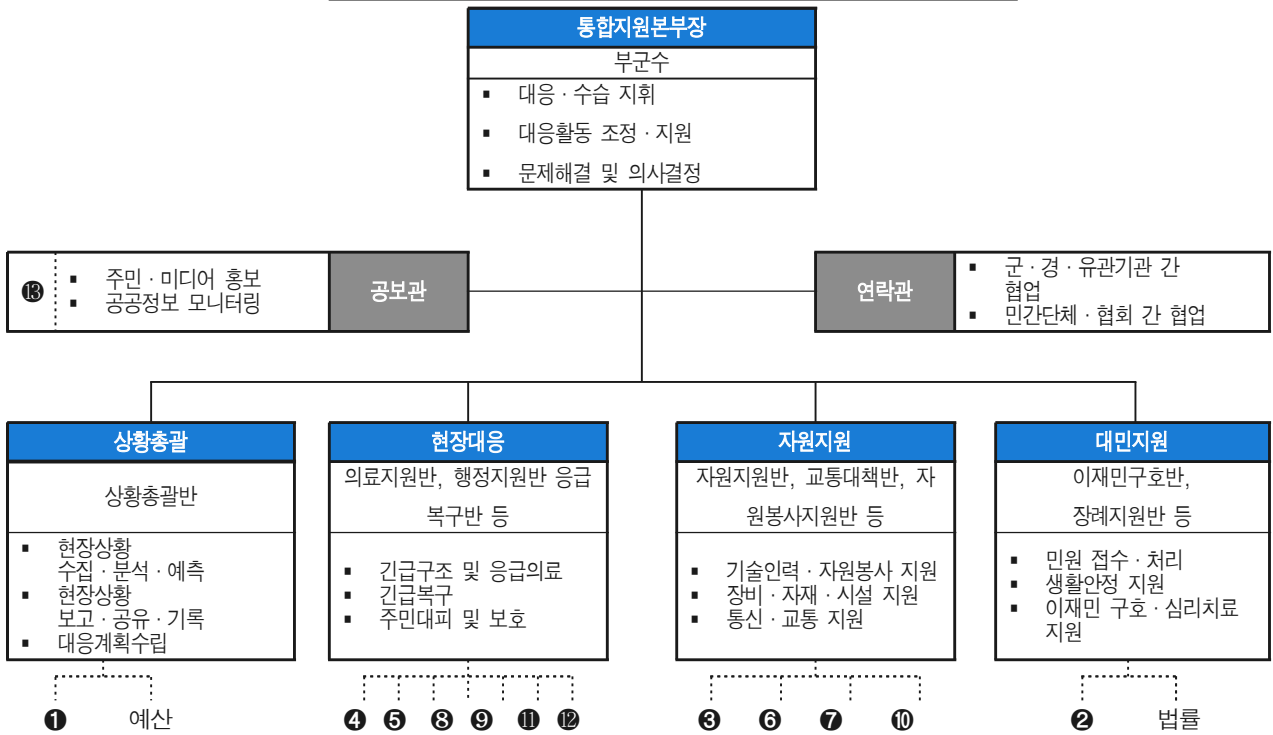 통합지원본부장
부군수
▪ 대응·수습 지휘
▪ 대응활동 조정·지원
▪ 문제해결 및 의사결정
⓭
▪ 주민·미디어 홍보
▪ 공공정보 모니터링
공보관
연락관
▪ 군·경·유관기관 간
협업
▪ 민간단체·협회 간 협업
상황총괄
상황총괄반
▪ 현장상황
수집·분석·예측
▪ 현장상황
보고·공유·기록
▪ 대응계획수립
❶ 예산
현장대응
의료지원반, 행정지원반 응급
복구반 등
▪ 긴급구조 및 응급의료
▪ 긴급복구
▪ 주민대피 및 보호
❹ ❺ ❽ ❾ ⓫ ⓬
자원지원
자원지원반, 교통대책반, 자
원봉사지원반 등
▪ 기술인력·자원봉사 지원
▪ 장비·자재·시설 지원
▪ 통신·교통 지원
❸ ❻ ❼ ❿
대민지원
이재민구호반,
장례지원반 등
▪ 민원 접수·처리
▪ 생활안정 지원
▪ 이재민 구호·심리치료
지원
❷ 법률